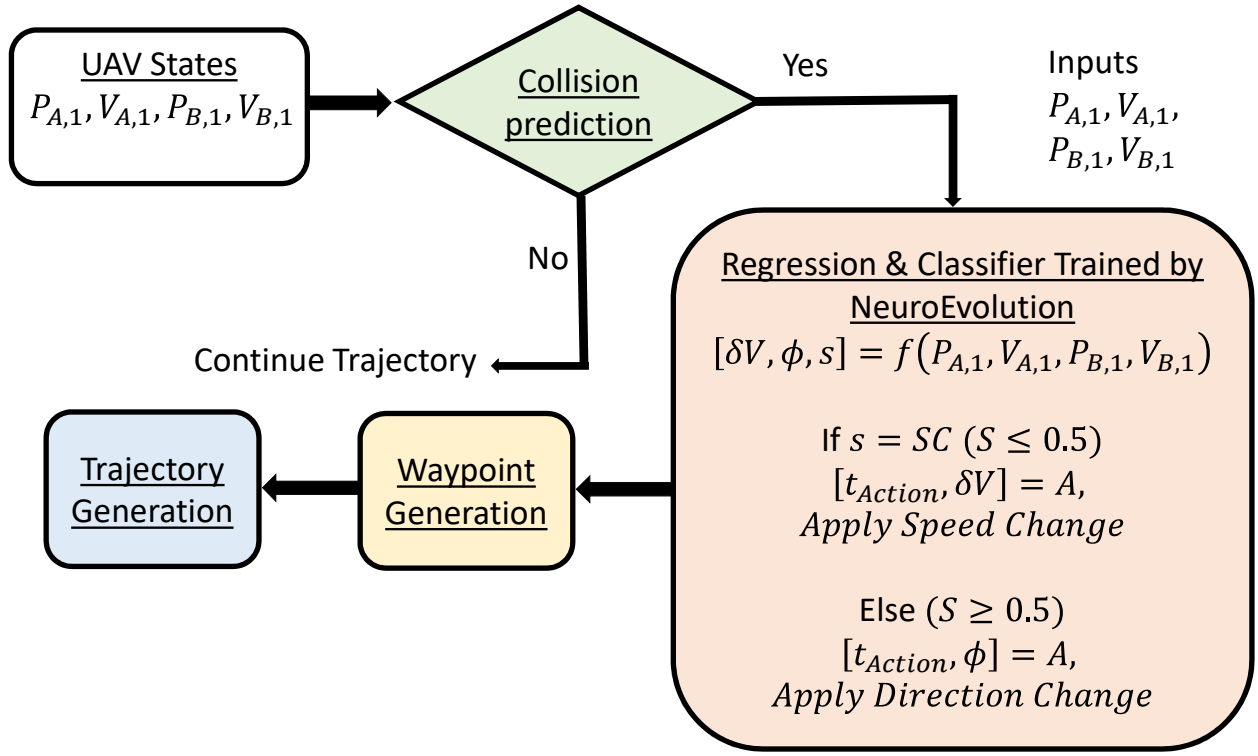 UAV States
P_{A,1}, V_{A,1}, P_{B,1}, V_{B,1}
Collision
prediction
Yes
Inputs
P_{A,1}, V_{A,1},
P_{B,1}, V_{B,1}
No
Continue Trajectory
Regression & Classifier Trained by
NeuroEvolution
[δV, ϕ, s] = f(P_{A,1}, V_{A,1}, P_{B,1}, V_{B,1})
If s = SC (S ≤ 0.5)
[t_{Action}, δV] = A,
Apply Speed Change
Else (S ≥ 0.5)
[t_{Action}, ϕ] = A,
Apply Direction Change
Waypoint
Generation
Trajectory
Generation